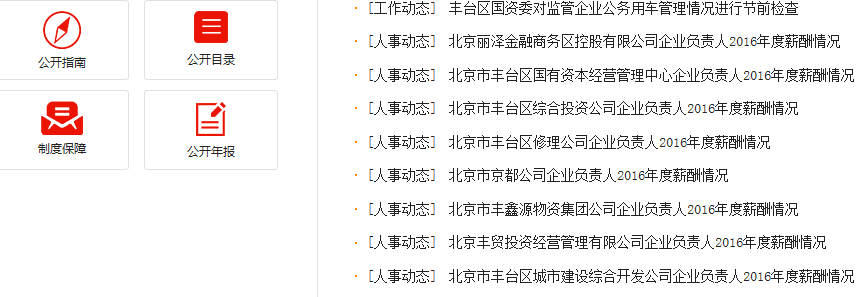 公开指南
公开目录
制度保障
公开年报
[工作动态] 丰台区国资委对监管企业公务用车管理情况进行节前检查
[人事动态] 北京丽泽金融商务区控股有限公司企业负责人2016年度薪酬情况
[人事动态] 北京市丰台区国有资本经营管理中心企业负责人2016年度薪酬情况
[人事动态] 北京市丰台区综合投资公司企业负责人2016年度薪酬情况
[人事动态] 北京市丰台区修理公司企业负责人2016年度薪酬情况
[人事动态] 北京市京都公司企业负责人2016年度薪酬情况
[人事动态] 北京市丰鑫源物资集团公司企业负责人2016年度薪酬情况
[人事动态] 北京丰贸投资经营管理有限公司企业负责人2016年度薪酬情况
[人事动态] 北京市丰台区城市建设综合开发公司企业负责人2016年度薪酬情况